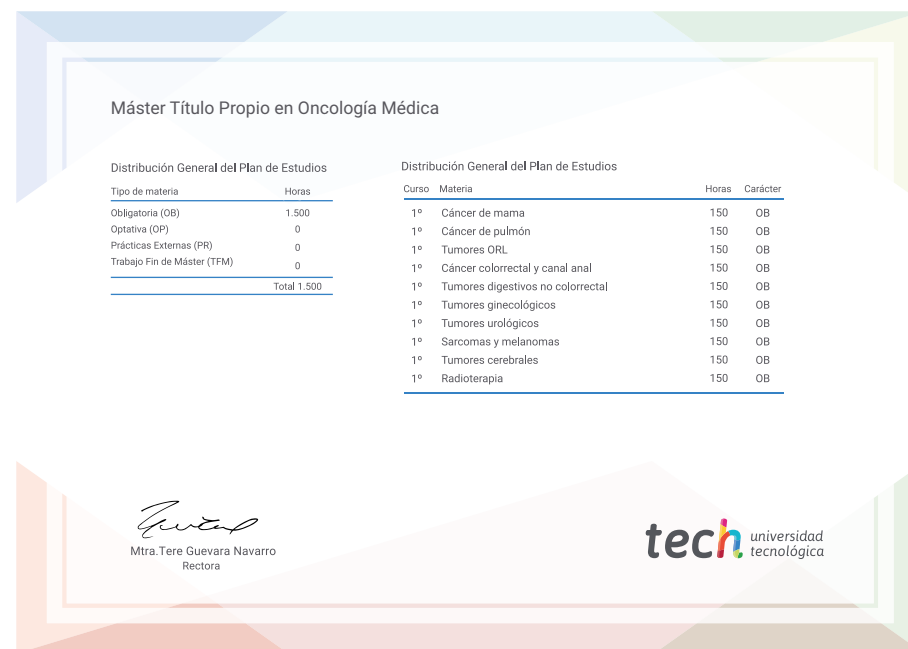 Máster Título Propio en Oncología Médica
Distribución General del Plan de Estudios
Tipo de materia Horas
Obligatoria (OB) 1.500
Optativa (OP) 0
Prácticas Externas (PR) 0
Trabajo Fin de Máster (TFM) 0
Total 1.500
Distribución General del Plan de Estudios
Curso Materia Horas Carácter
1º Cáncer de mama 150 OB
1º Cáncer de pulmón 150 OB
1º Tumores ORL 150 OB
1º Cáncer colorrectal y canal anal 150 OB
1º Tumores digestivos no colorrectal 150 OB
1º Tumores ginecológicos 150 OB
1º Tumores urológicos 150 OB
1º Sarcomas y melanomas 150 OB
1º Tumores cerebrales 150 OB
1º Radioterapia 150 OB
Mtra.Tere Guevara Navarro
Rectora
tech universidad
tecnológica